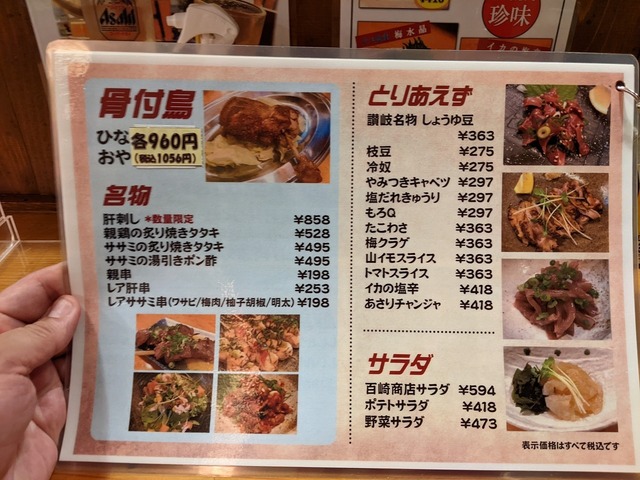 Asahi
珍味
梅水晶
骨付鳥
ひな
おや
各960円
(税込1056円)
名物
肝刺し *数量限定 ¥858
親鶏の炙り焼きタタキ ¥528
ササミの炙り焼きタタキ ¥495
ササミの湯引きポン酢 ¥495
親串 ¥198
レア肝串 ¥253
レアササミ串(ワサビ/梅肉/柚子胡椒/明太) ¥198
とりあえず
讃岐名物 しょうゆ豆
¥363
枝豆 ¥275
冷奴 ¥275
やみつきキャベツ ¥297
塩だれきゅうり ¥297
もろQ ¥297
たこわさ ¥363
梅クラゲ ¥363
山イモスライス ¥363
トマトスライス ¥363
イカの塩辛 ¥418
あさりチャンジャ ¥418
サラダ
百崎商店サラダ ¥594
ポテトサラダ ¥418
野菜サラダ ¥473
表示価格はすべて税込です